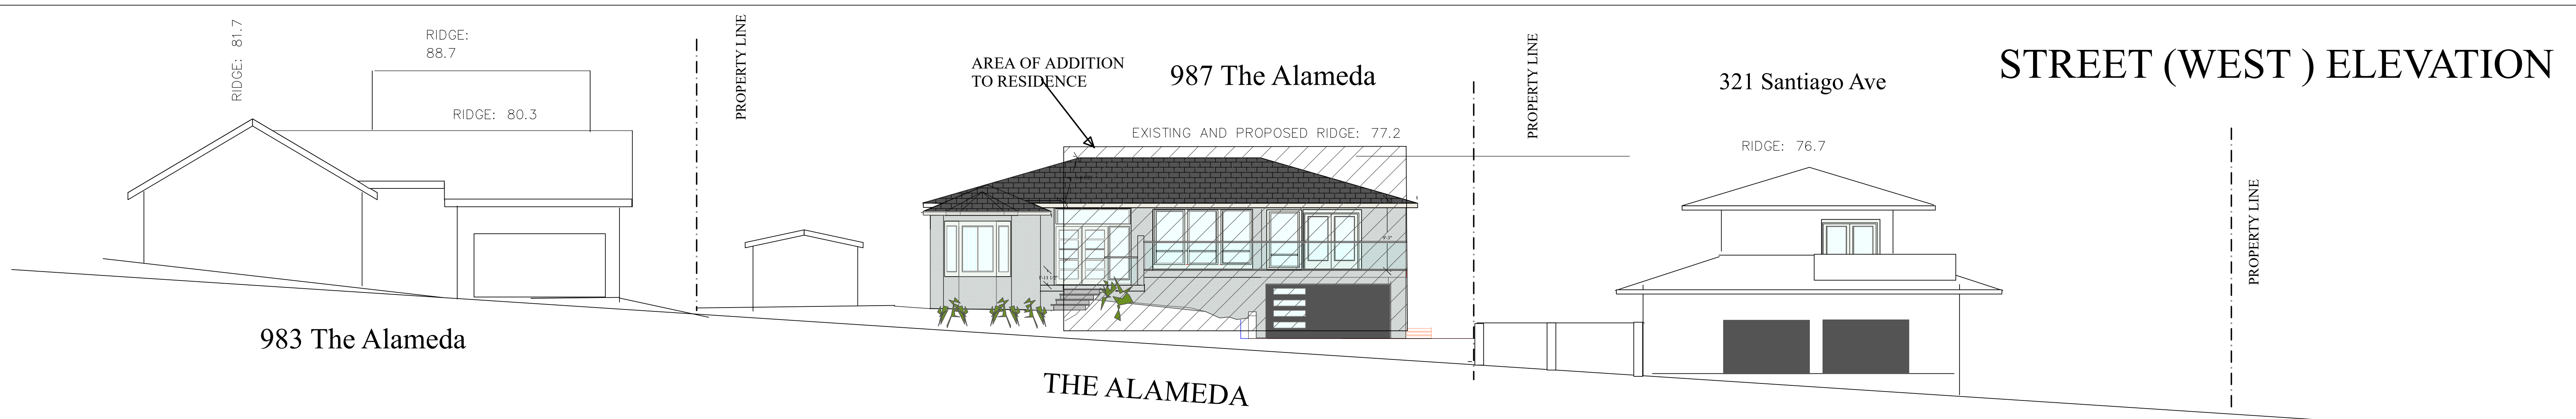 STREET (WEST ) ELEVATION
RIDGE: 81.7
RIDGE:
88.7
RIDGE: 80.3
983 The Alameda
PROPERTY LINE
AREA OF ADDITION
TO RESIDENCE
987 The Alameda
EXISTING AND PROPOSED RIDGE: 77.2
THE ALAMEDA
PROPERTY LINE
321 Santiago Ave
RIDGE: 76.7
PROPERTY LINE